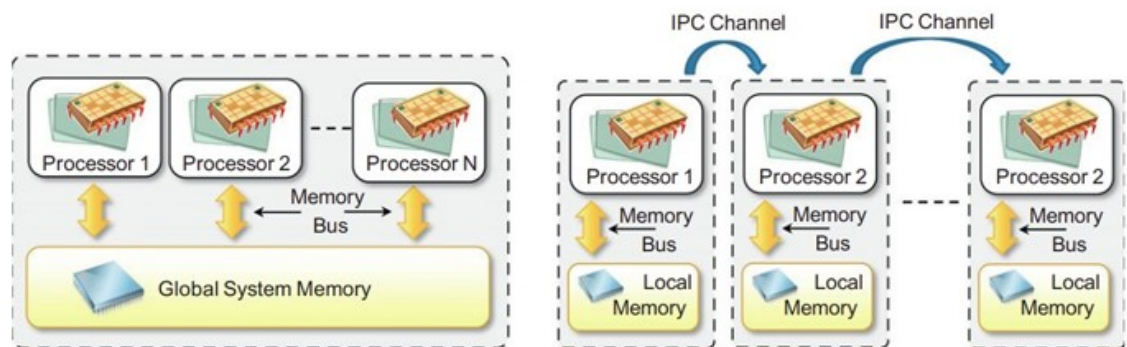 Processor 1
Processor 2
Processor N
Memory
Bus
Global System Memory
IPC Channel
IPC Channel
Processor 1
Memory
Bus
Local
Memory
Processor 2
Memory
Bus
Local
Memory
Processor 2
Memory
Bus
Local
Memory